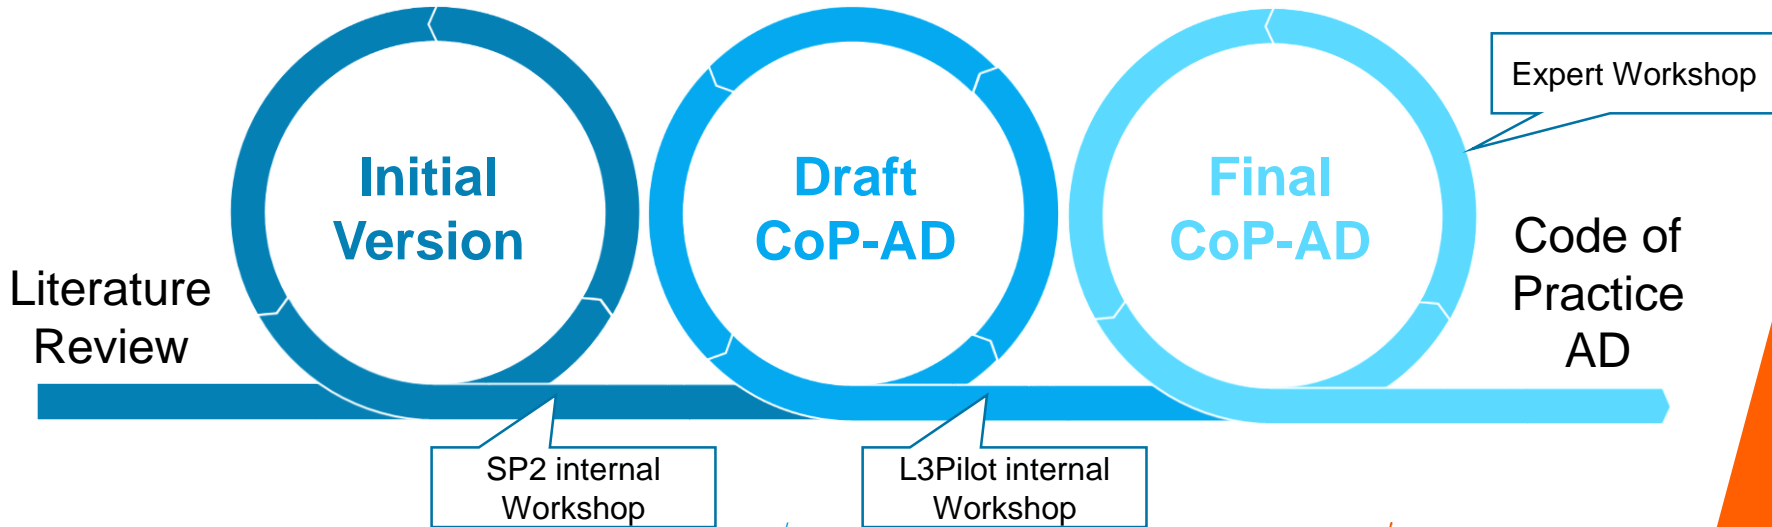 Literature
Review
Initial
Version
SP2 internal
Workshop
Draft
CoP-AD
L3Pilot internal
Workshop
Final
CoP-AD
Expert Workshop
Code of
Practice
AD